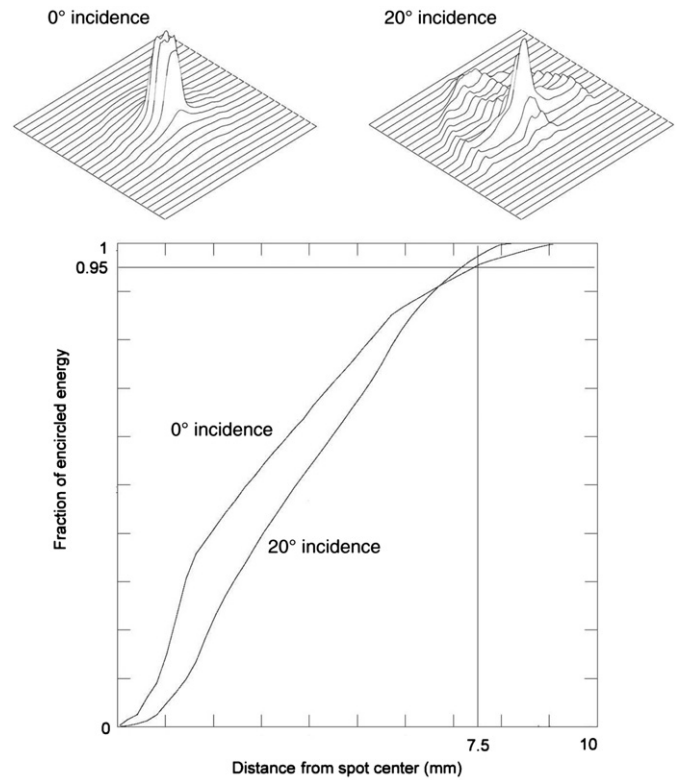 0° incidence
20° incidence
1
0.95
Fraction of encircled energy
0° incidence
20° incidence
0
7.5
10
Distance from spot center (mm)